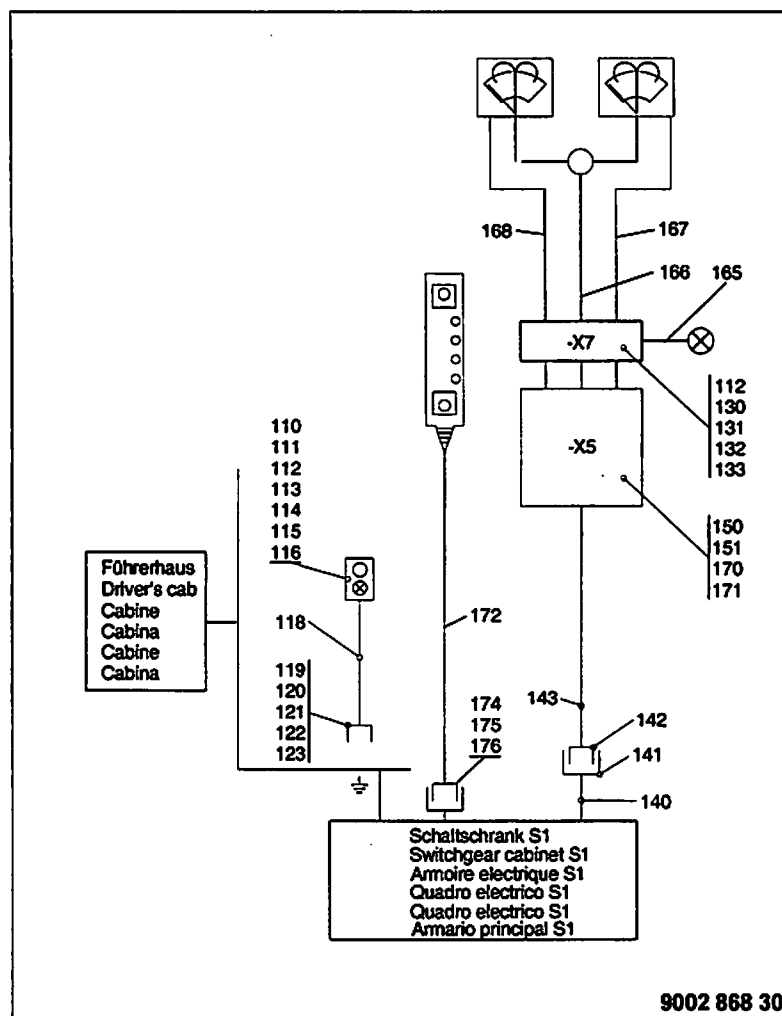 168
167
166
165
-X7
112
130
131
132
133
-X5
150
151
170
171
110
111
112
113
114
115
116
Führerhaus
Driver's cab
Cabine
Cabina
Cabine
Cabina
118
172
119
120
121
122
123
174
175
176
143
142
141
140
Schaltschrank S1
Switchgear cabinet S1
Armoire electrique S1
Quadro electrico S1
Quadro electrico S1
Armario principal S1
9002 868 30